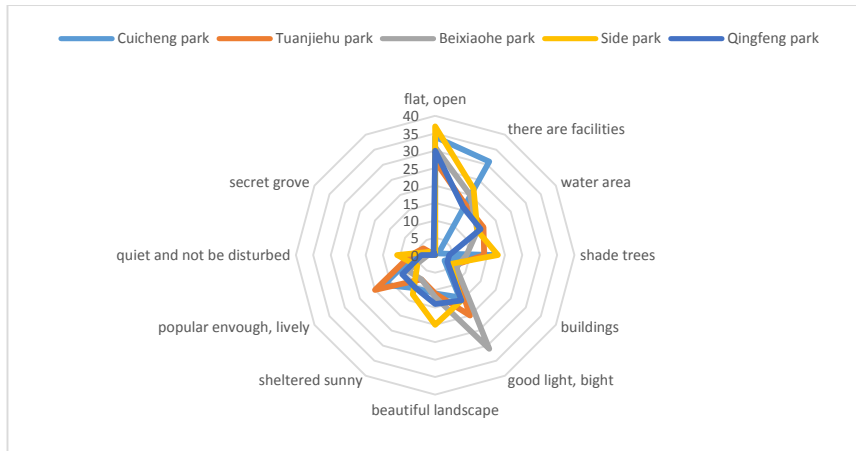 Cuicheng park Tuanjiehu park Beixiaohe park Side park Qingfeng park
flat, open
40
35
30
25
20
15
10
5
0
there are facilities
water area
shade trees
buildings
good light, bight
beautiful landscape
sheltered sunny
popular envough, lively
quiet and not be disturbed
secret grove